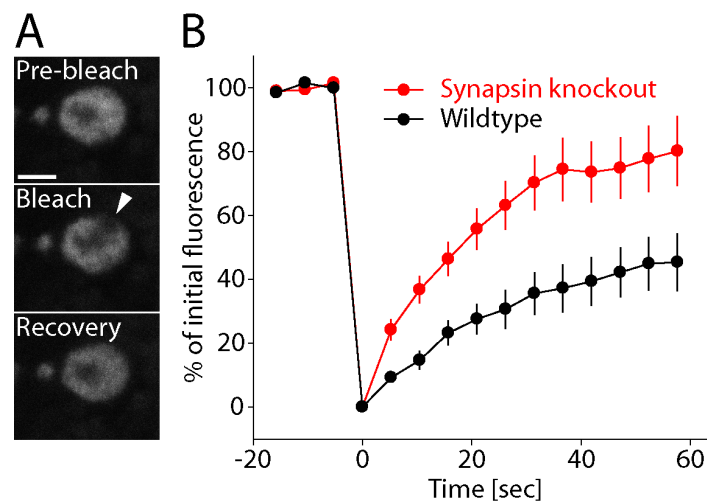 A
Pre-bleach
Bleach
Recovery
B
% of initial fluorescence
100
80
60
40
20
0
Synapsin knockout
Wildtype
-20
0
20
40
60
Time [sec]